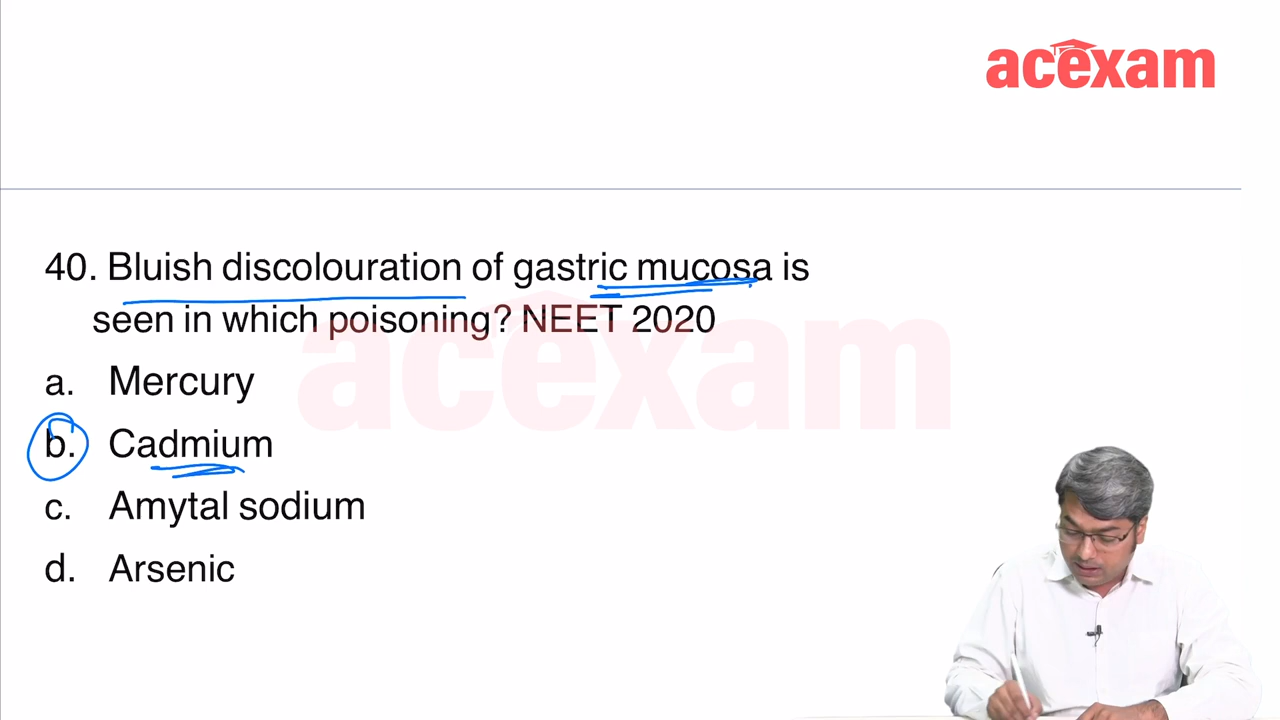 acexam
40. Bluish discolouration of gastric mucosa is
seen in which poisoning? NEET 2020
acexam
a. Mercury
b. Cadmium
c. Amytal sodium
d. Arsenic